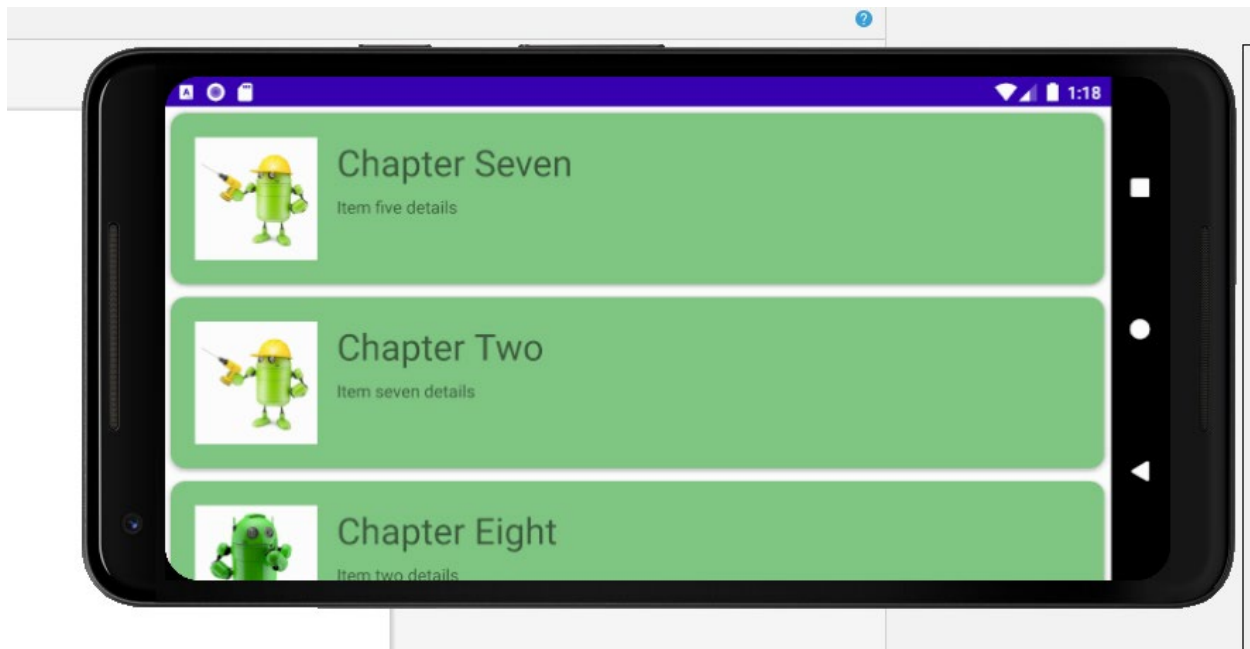 ?
A
1:18
Chapter Seven
Item five details
Chapter Two
Item seven details
Chapter Eight
Item two details